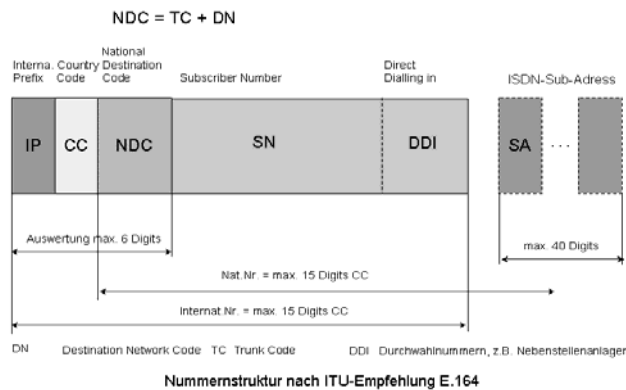 NDC = TC + DN
Interna. Prefix
Country Code
National Destination Code
Subscriber Number
Direct Dialling in
ISDN-Sub-Adress
IP CC NDC SN DDI SA ...
Auswertung max. 6 Digits
max. 40 Digits
Nat.Nr. = max. 15 Digits CC
Internat.Nr. = max. 15 Digits CC
DN Destination Network Code TC Trunk Code DDI Durchwahlnummern, z.B. Nebenstellenanlager
Nummernstruktur nach ITU-Empfehlung E.164